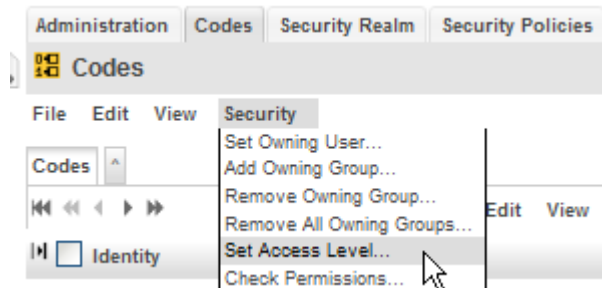 Administration Codes Security Realm Security Policies
Codes
File Edit View Security
Set Owning User...
Add Owning Group...
Codes ^
Remove Owning Group...
Edit View
Remove All Owning Groups...
Identity
Set Access Level...
Check Permissions...